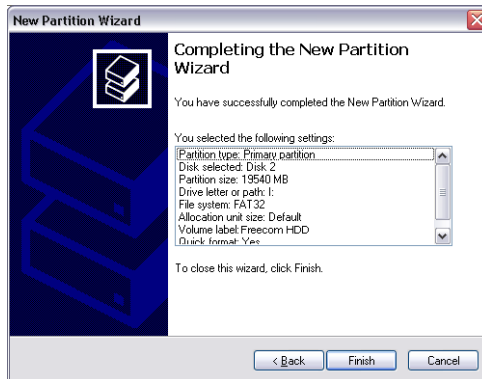 New Partition Wizard
Completing the New Partition
Wizard
You have successfully completed the New Partition Wizard.
You selected the following settings:
Partition type: Primary partition
Disk selected: Disk 2
Partition size: 19540 MB
Drive letter or path: I:
File system: FAT32
Allocation unit size: Default
Volume label: Freecom HDD
Quick format: Yes
To close this wizard, click Finish.
< Back
Finish
Cancel